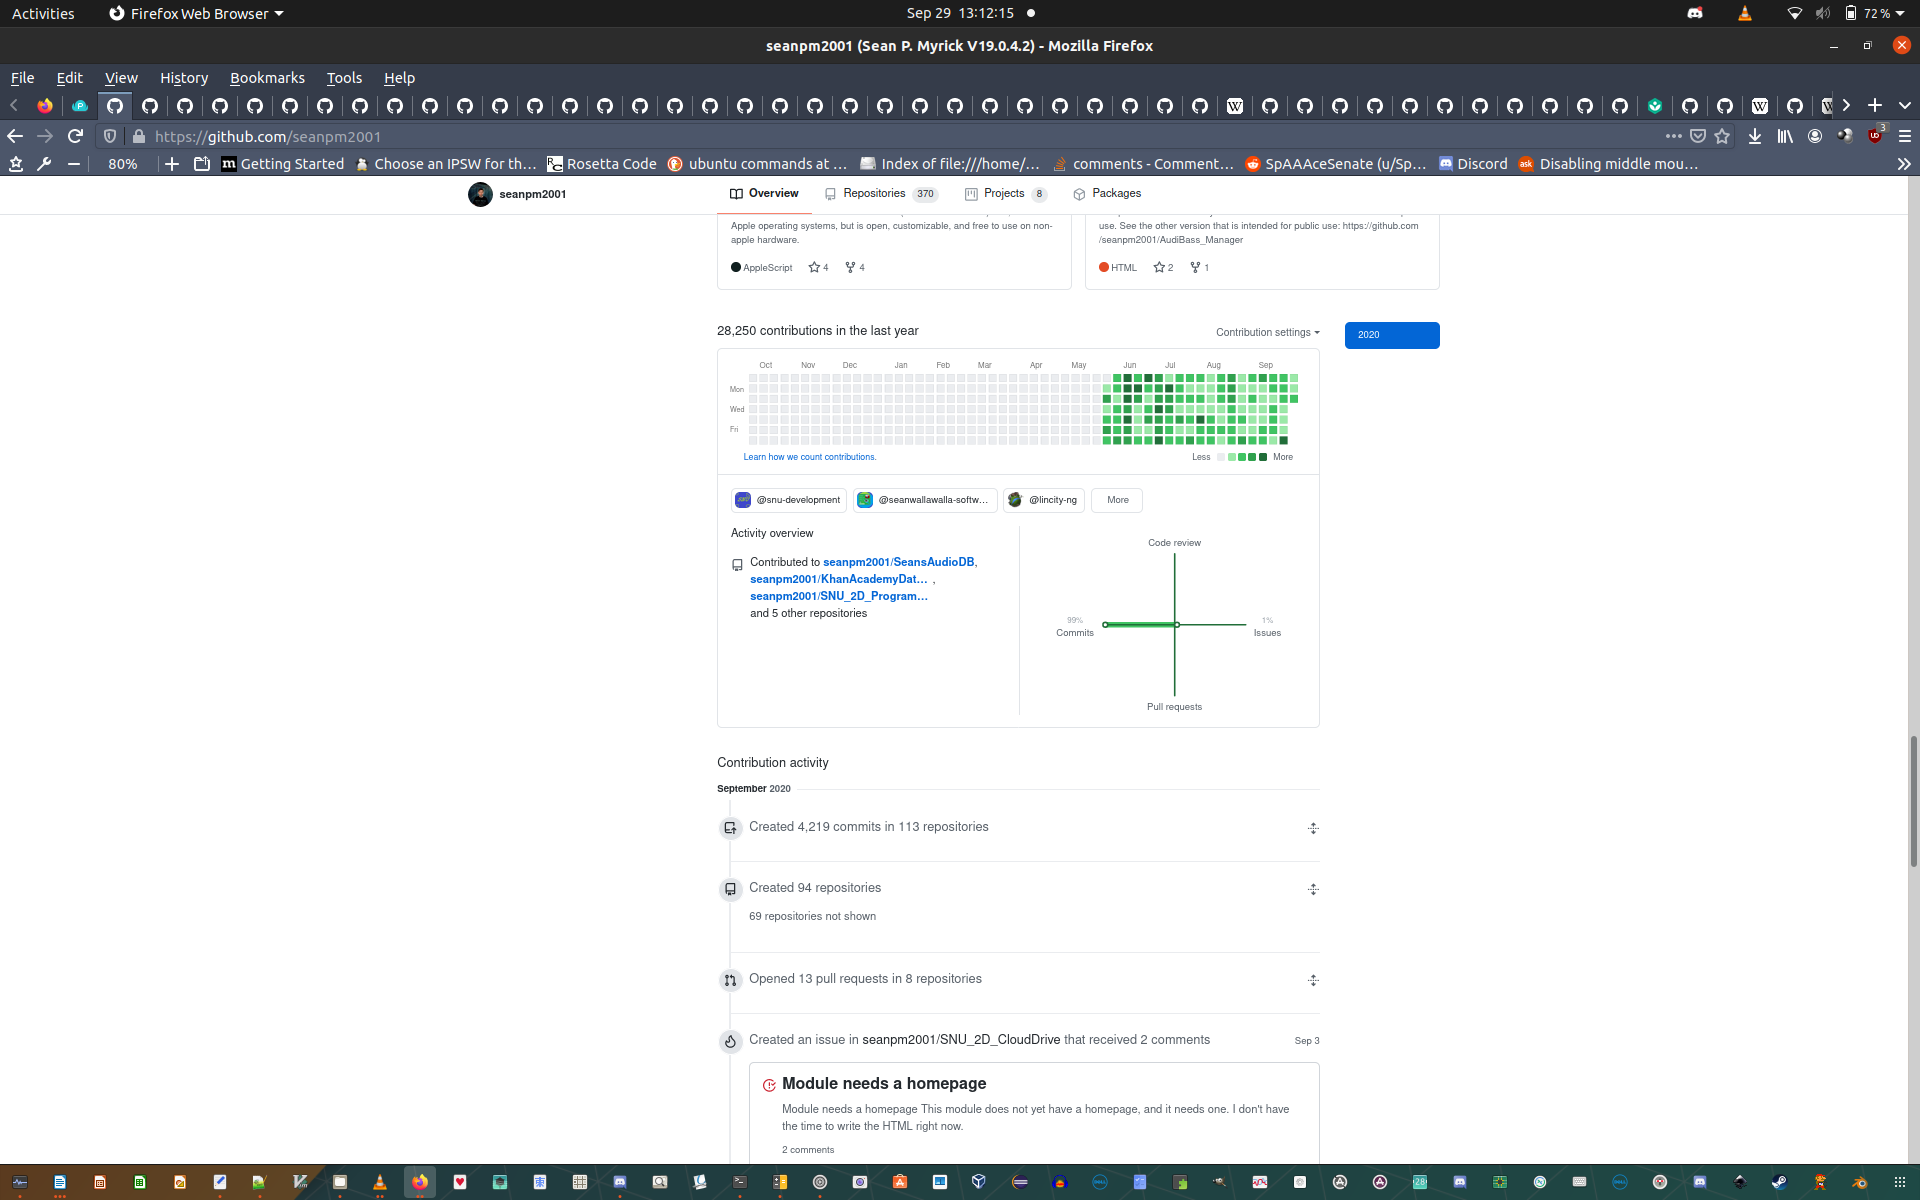 Activities
Firefox Web Browser
Sep 29 13:12:15
72 %
seanpm2001 (Sean P. Myrick V19.0.4.2) - Mozilla Firefox
File Edit View History Bookmarks Tools Help
https://github.com/seanpm2001
3
80%
Getting Started
Choose an IPSW for th…
Rosetta Code
ubuntu commands at …
Index of file:///home/…
comments - Comment…
SpAAAceSenate (u/Sp…
Discord
Disabling middle mou…
seanpm2001
Overview
Repositories 370
Projects 8
Packages
Apple operating systems, but is open, customizable, and free to use on non-
apple hardware.
AppleScript 4 4
use. See the other version that is intended for public use: https://github.com
/seanpm2001/AudiBass_Manager
HTML 2 1
28,250 contributions in the last year
Contribution settings
2020
Oct Nov Dec Jan Feb Mar Apr May Jun Jul Aug Sep
Mon
Wed
Fri
Learn how we count contributions.
Less More
@snu-development
@seanwallawalla-softw…
@lincity-ng
More
Activity overview
Contributed to seanpm2001/SeansAudioDB,
seanpm2001/KhanAcademyDat… ,
seanpm2001/SNU_2D_Program…
and 5 other repositories
Code review
99%
Commits
1%
Issues
Pull requests
Contribution activity
September 2020
Created 4,219 commits in 113 repositories
Created 94 repositories
69 repositories not shown
Opened 13 pull requests in 8 repositories
Created an issue in seanpm2001/SNU_2D_CloudDrive that received 2 comments
Sep 3
Module needs a homepage
Module needs a homepage This module does not yet have a homepage, and it needs one. I don't have
the time to write the HTML right now.
2 comments